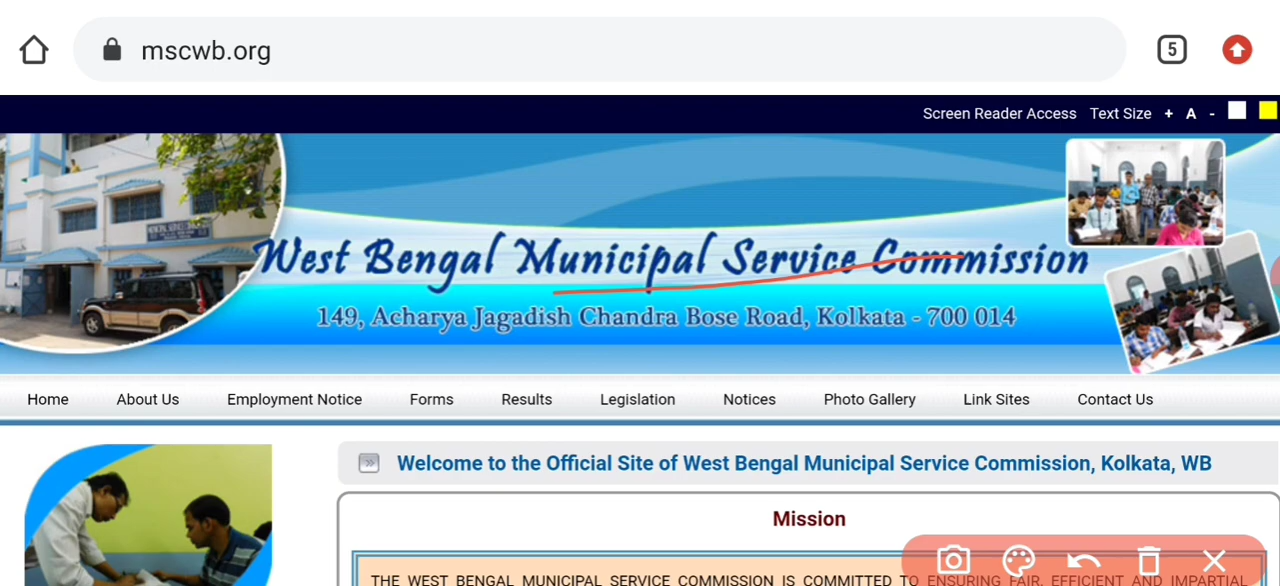 mscwb.org
5
Screen Reader Access Text Size + A -
West Bengal Municipal Service Commission
149, Acharya Jagadish Chandra Bose Road, Kolkata - 700 014
Home About Us Employment Notice Forms Results Legislation Notices Photo Gallery Link Sites Contact Us
Welcome to the Official Site of West Bengal Municipal Service Commission, Kolkata, WB
Mission
THE WEST BENGAL MUNICIPAL SERVICE COMMISSION IS COMMITTED TO ENSURING FAIR, EFFICIENT AND IMPARTIAL